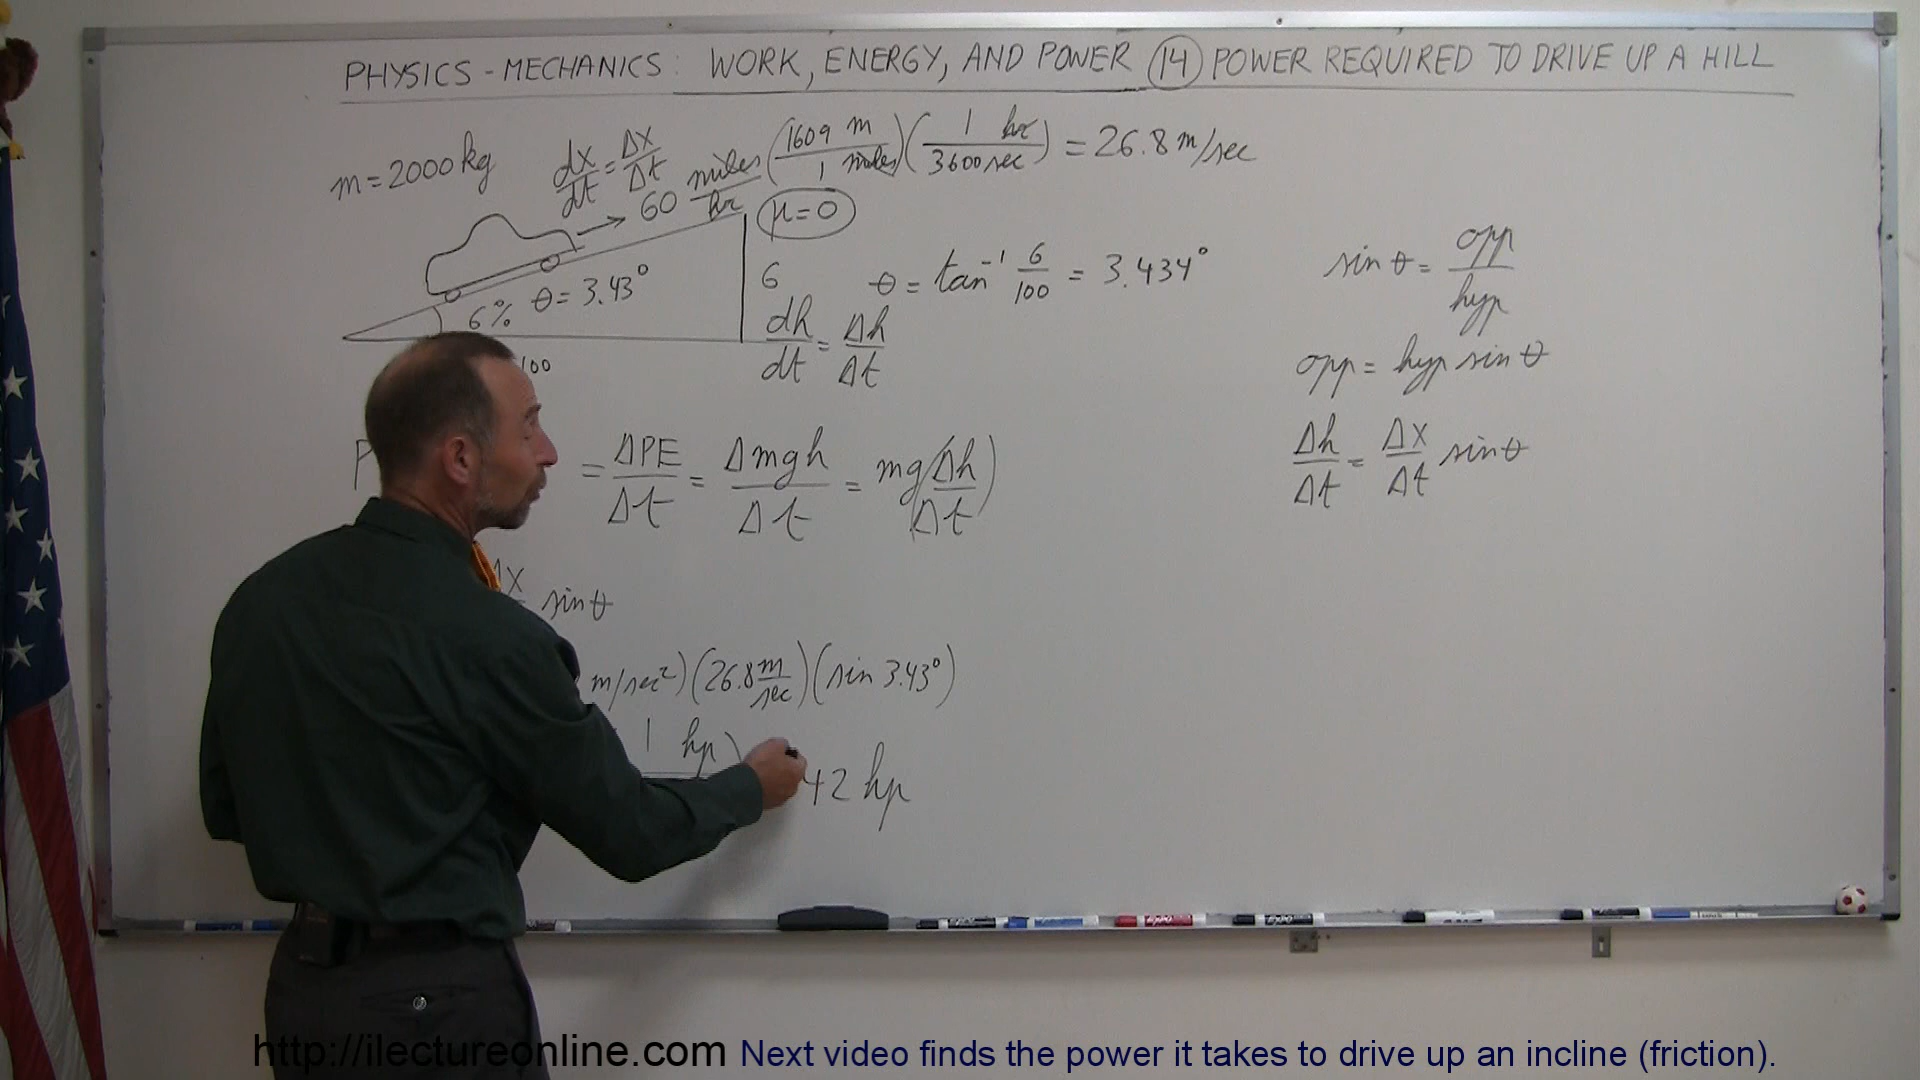 PHYSICS - MECHANICS: WORK, ENERGY, AND POWER (14) POWER REQUIRED TO DRIVE UP A HILL
m = 2000 kg dx/dt = Δx/Δt 60 miles/hr (1609 m / 1 miles)(1 hr / 3600 sec) = 26.8 m/sec
μ = 0
6% θ = 3.43° 6 θ = tan⁻¹ 6/100 = 3.434°
100 dh/dt = Δh/Δt
sin θ = opp/hyp
opp = hyp sin θ
Δh/Δt = Δx/Δt sin θ
P = ΔPE/Δt = Δmgh/Δt = mg(Δh/Δt)
Δx sin θ
m/sec²)(26.8 m/sec)(sin 3.43°)
1 hp) 42 hp
http://ilectureonline.com Next video finds the power it takes to drive up an incline (friction).